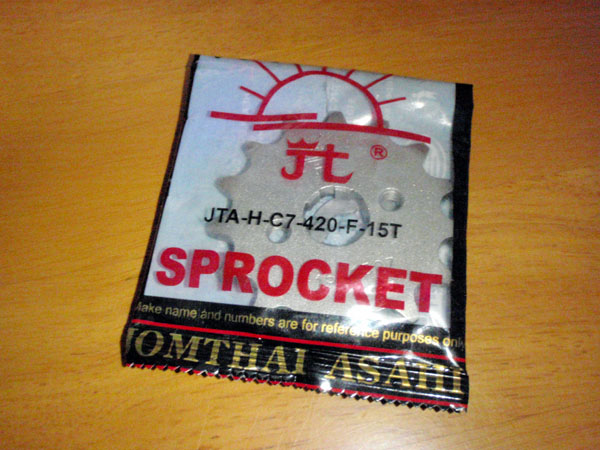 Jt ®
JTA-H-C7-420-F-15T
SPROCKET
Make name and numbers are for reference purposes only
JOMTHAI ASAHI